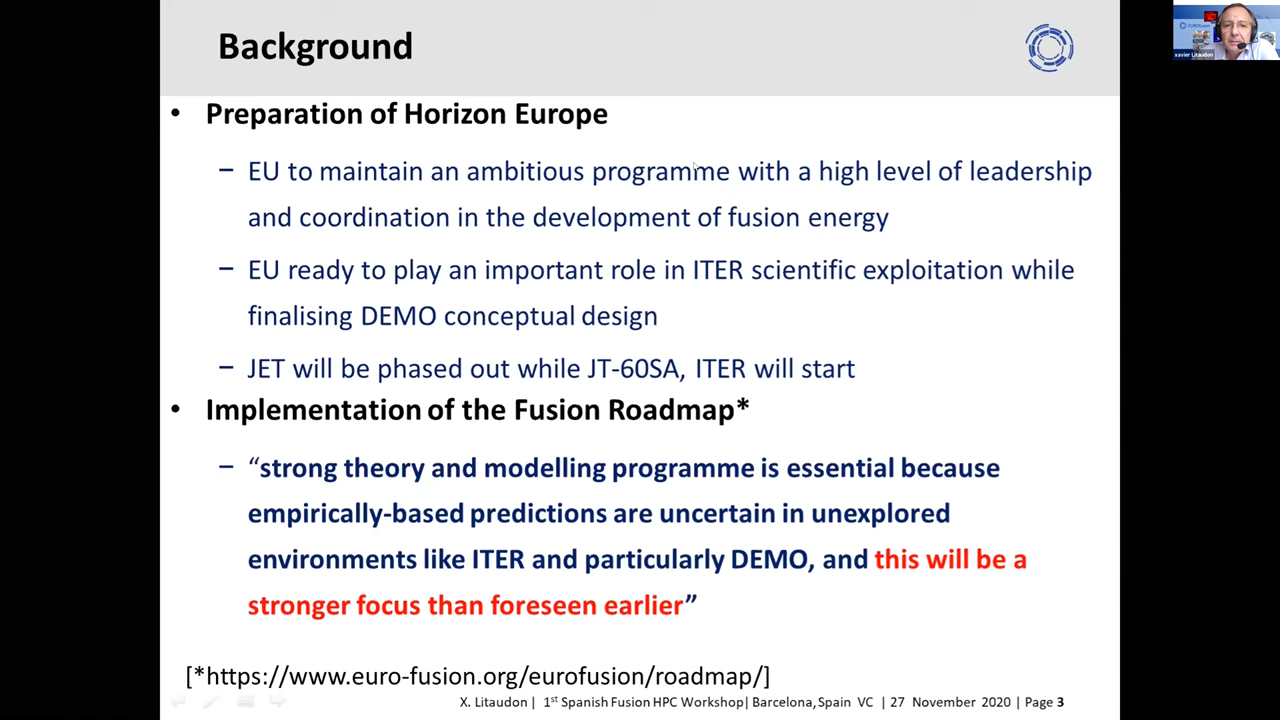 Background
• Preparation of Horizon Europe
– EU to maintain an ambitious programme with a high level of leadership
and coordination in the development of fusion energy
– EU ready to play an important role in ITER scientific exploitation while
finalising DEMO conceptual design
– JET will be phased out while JT-60SA, ITER will start
• Implementation of the Fusion Roadmap*
– “strong theory and modelling programme is essential because
empirically-based predictions are uncertain in unexplored
environments like ITER and particularly DEMO, and this will be a
stronger focus than foreseen earlier”
[*https://www.euro-fusion.org/eurofusion/roadmap/]
X. Litaudon | 1st Spanish Fusion HPC Workshop| Barcelona, Spain VC | 27 November 2020 | Page 3
xavier Litaudon